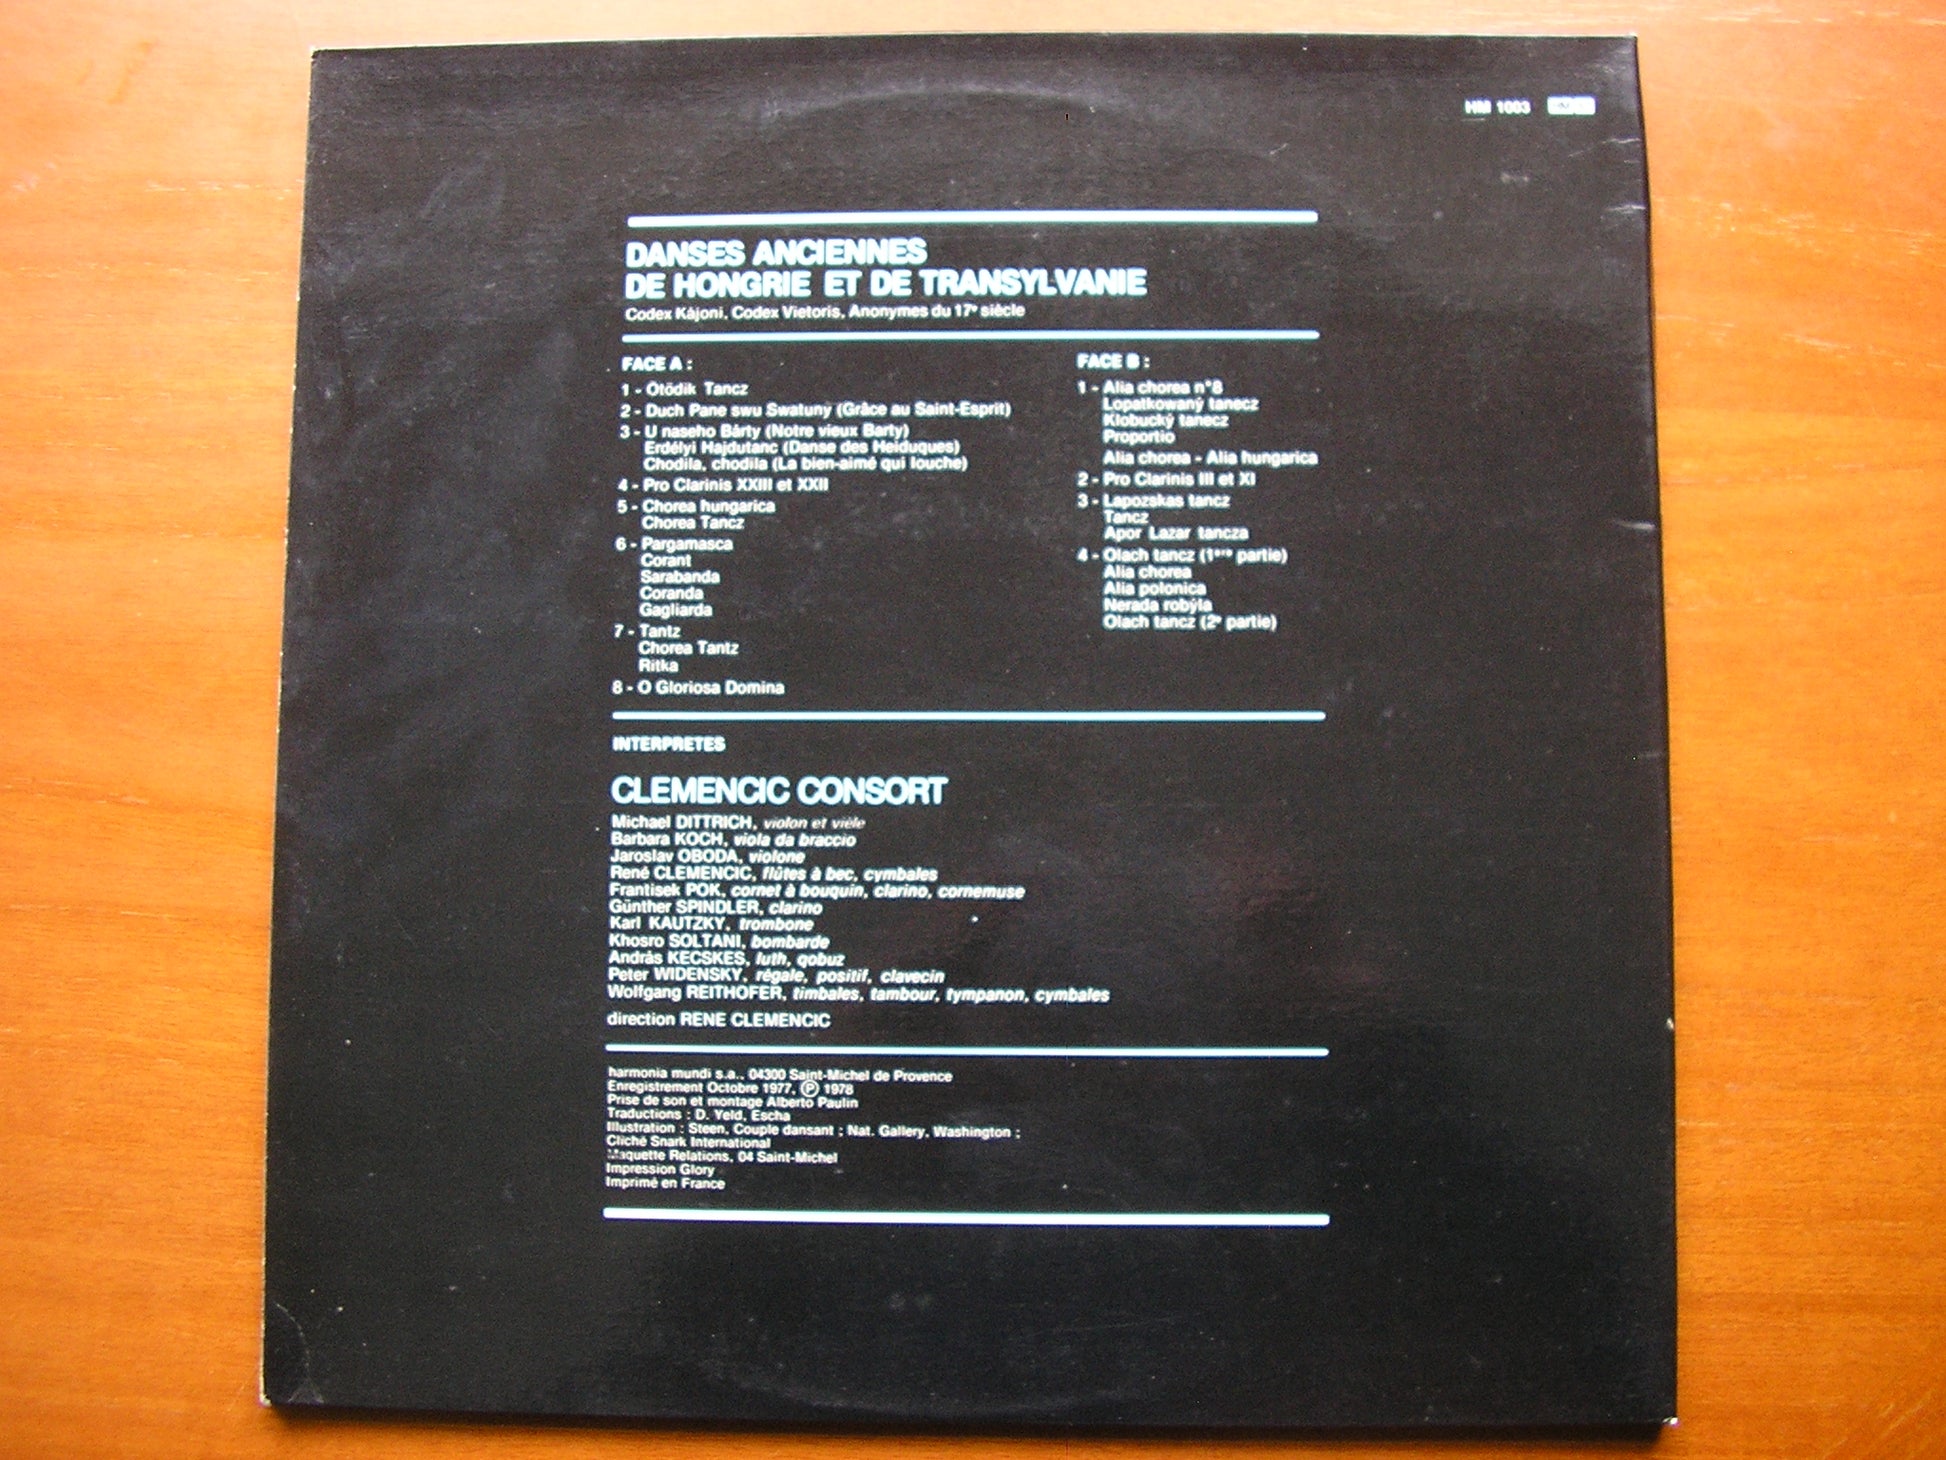 HM 1003
DANSES ANCIENNES
DE HONGRIE ET DE TRANSYLVANIE
Codex Kàjoni, Codex Vietoris, Anonymes du 17e siècle
FACE A :
1 - Otödik Tancz
2 - Duch Pane swu Swatuny (Grâce au Saint-Esprit)
3 - U naseho Bàrty (Notre vieux Barty)
Erdélyi Hajdutanc (Danse des Heiduques)
Chodila, chodila (La bien-aimé qui louche)
4 - Pro Clarinis XXIII et XXII
5 - Chorea hungarica
Chorea Tancz
6 - Pargamasca
Corant
Sarabanda
Coranda
Gagliarda
7 - Tantz
Chorea Tantz
Ritka
8 - O Gloriosa Domina
FACE B :
1 - Alia chorea n°8
Lopatkowaný tanecz
Klobucký tanecz
Proportio
Alia chorea - Alia hungarica
2 - Pro Clarinis III et XI
3 - Lapozskas tancz
Tancz
Apor Lazar tancza
4 - Olach tancz (1ère partie)
Alia chorea
Alia polonica
Nerada robýla
Olach tancz (2e partie)
INTERPRETES
CLEMENCIC CONSORT
Michael DITTRICH, violon et vièle
Barbara KOCH, viola da braccio
Jaroslav OBODA, violone
René CLEMENCIC, flûtes à bec, cymbales
Frantisek POK, cornet à bouquin, clarino, cornemuse
Günther SPINDLER, clarino
Karl KAUTZKY, trombone
Khosro SOLTANI, bombarde
Andràs KECSKES, luth, qobuz
Peter WIDENSKY, régale, positif, clavecin
Wolfgang REITHOFER, timbales, tambour, tympanon, cymbales
direction RENE CLEMENCIC
harmonia mundi s.a., 04300 Saint-Michel de Provence
Enregistrement Octobre 1977, Ⓟ 1978
Prise de son et montage Alberto Paulin
Traductions : D. Yeld, Escha
Illustration : Steen, Couple dansant ; Nat. Gallery, Washington ;
Cliché Snark International
Maquette Relations, 04 Saint-Michel
Impression Glory
Imprimé en France